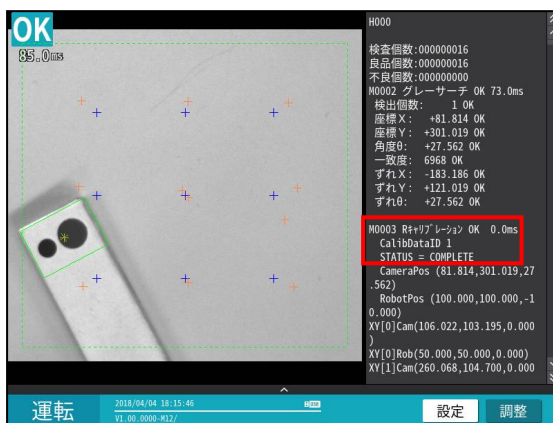 OK
85.0ms
H000
検査個数:000000016
良品個数:000000016
不良個数:000000000
M0002 グレーサーチ OK 73.0ms
検出個数: 1 OK
座標X: +81.814 OK
座標Y: +301.019 OK
角度θ: +27.562 OK
一致度: 6968 OK
ずれX: -183.186 OK
ずれY: +121.019 OK
ずれθ: +27.562 OK
M0003 Rｷｬﾘﾌﾞﾚｰｼｮﾝ OK 0.0ms
CalibDataID 1
STATUS = COMPLETE
CameraPos (81.814,301.019,27
.562)
RobotPos (100.000,100.000,-1
0.000)
XY[0]Cam(106.022,103.195,0.000
)
XY[0]Rob(50.000,50.000,0.000)
XY[1]Cam(260.068,104.700,0.000
運転
2018/04/04 18:15:46
V1.00.0000-M12/
設定
調整